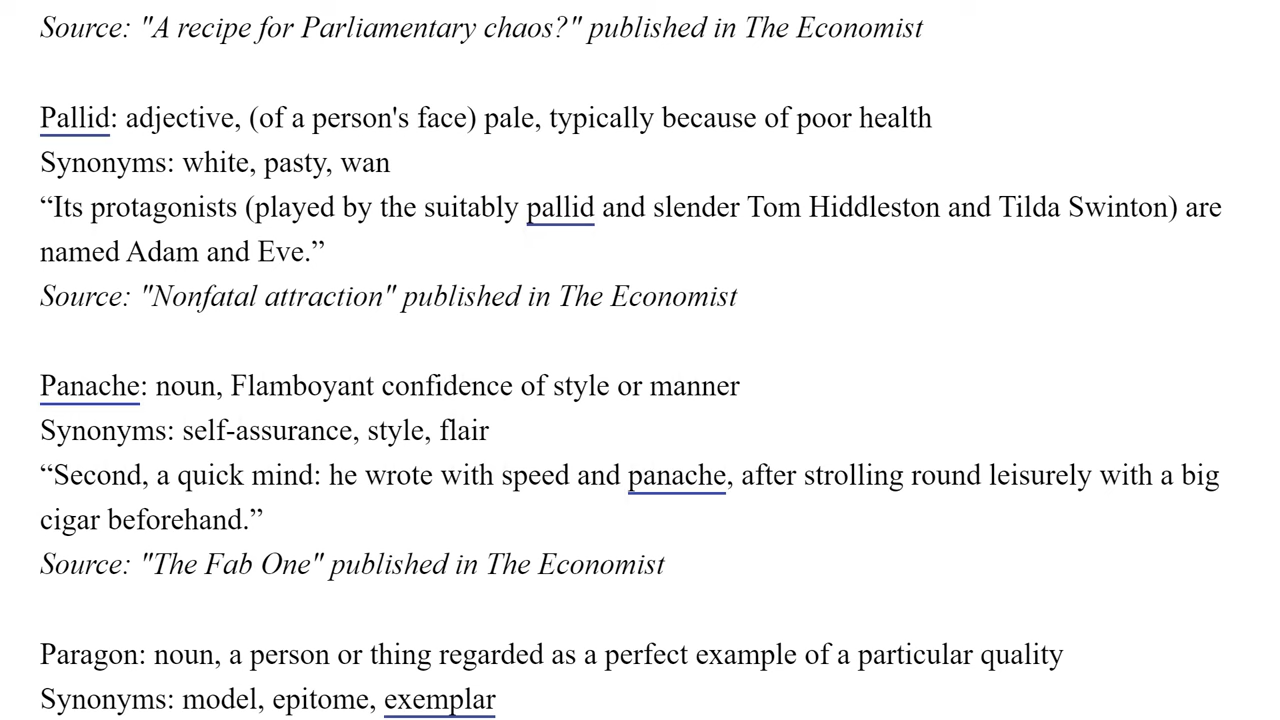 Source: "A recipe for Parliamentary chaos?" published in The Economist
Pallid: adjective, (of a person's face) pale, typically because of poor health
Synonyms: white, pasty, wan
“Its protagonists (played by the suitably pallid and slender Tom Hiddleston and Tilda Swinton) are
named Adam and Eve.”
Source: "Nonfatal attraction" published in The Economist
Panache: noun, Flamboyant confidence of style or manner
Synonyms: self-assurance, style, flair
“Second, a quick mind: he wrote with speed and panache, after strolling round leisurely with a big
cigar beforehand.”
Source: "The Fab One" published in The Economist
Paragon: noun, a person or thing regarded as a perfect example of a particular quality
Synonyms: model, epitome, exemplar